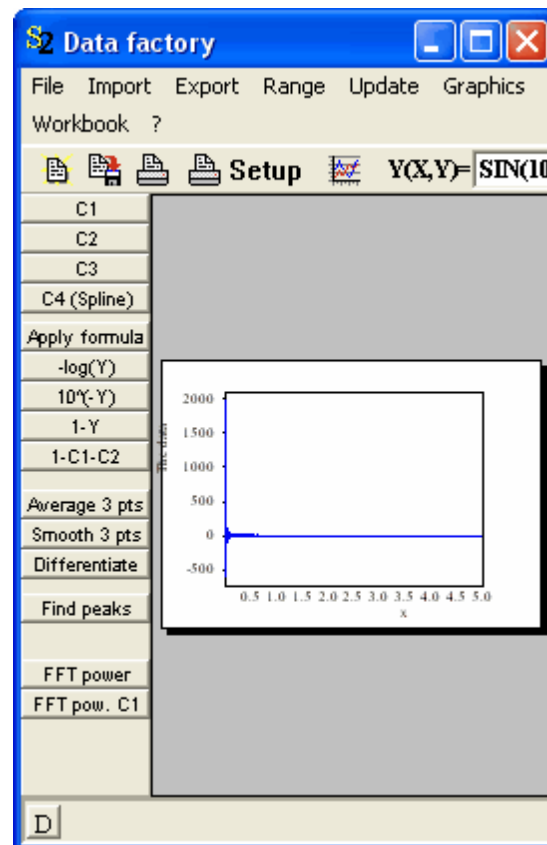 S2 Data factory
File Import Export Range Update Graphics
Workbook ?
Setup Y(X,Y)= SIN(10
C1
C2
C3
C4 (Spline)
Apply formula
-log(Y)
10^(-Y)
1-Y
1-C1-C2
Average 3 pts
Smooth 3 pts
Differentiate
Find peaks
FFT power
FFT pow. C1
The data
2000
1500
1000
500
0
-500
0.5 1.0 1.5 2.0 2.5 3.0 3.5 4.0 4.5 5.0
x
D